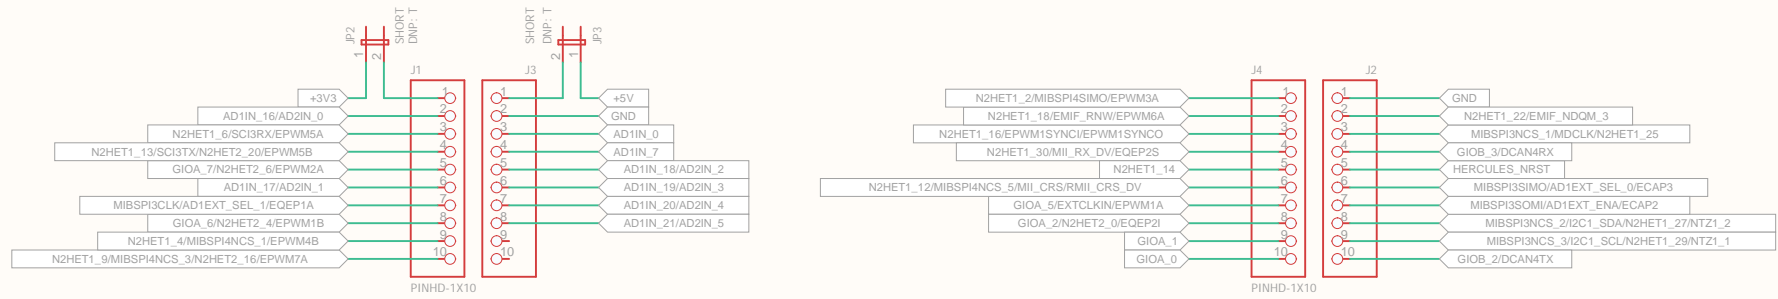 JP2
1
2
SHORT
DNP: T
SHORT
DNP: T
2
1
JP3
J1
+3V3
1
AD1IN_16/AD2IN_0
2
N2HET1_6/SCI3RX/EPWM5A
3
N2HET1_13/SCI3TX/N2HET2_20/EPWM5B
4
GIOA_7/N2HET2_6/EPWM2A
5
AD1IN_17/AD2IN_1
6
MIBSPI3CLK/AD1EXT_SEL_1/EQEP1A
7
GIOA_6/N2HET2_4/EPWM1B
8
N2HET1_4/MIBSPI4NCS_1/EPWM4B
9
N2HET1_9/MIBSPI4NCS_3/N2HET2_16/EPWM7A
10
PINHD-1X10
J3
1
+5V
2
GND
3
AD1IN_0
4
AD1IN_7
5
AD1IN_18/AD2IN_2
6
AD1IN_19/AD2IN_3
7
AD1IN_20/AD2IN_4
8
AD1IN_21/AD2IN_5
9
10
J4
N2HET1_2/MIBSPI4SIMO/EPWM3A
1
N2HET1_18/EMIF_RNW/EPWM6A
2
N2HET1_16/EPWM1SYNCI/EPWM1SYNCO
3
N2HET1_30/MII_RX_DV/EQEP2S
4
N2HET1_14
5
N2HET1_12/MIBSPI4NCS_5/MII_CRS/RMII_CRS_DV
6
GIOA_5/EXTCLKIN/EPWM1A
7
GIOA_2/N2HET2_0/EQEP2I
8
GIOA_1
9
GIOA_0
10
PINHD-1X10
J2
1
GND
2
N2HET1_22/EMIF_NDQM_3
3
MIBSPI3NCS_1/MDCLK/N2HET1_25
4
GIOB_3/DCAN4RX
5
HERCULES_NRST
6
MIBSPI3SIMO/AD1EXT_SEL_0/ECAP3
7
MIBSPI3SOMI/AD1EXT_ENA/ECAP2
8
MIBSPI3NCS_2/I2C1_SDA/N2HET1_27/NTZ1_2
9
MIBSPI3NCS_3/I2C1_SCL/N2HET1_29/NTZ1_1
10
GIOB_2/DCAN4TX